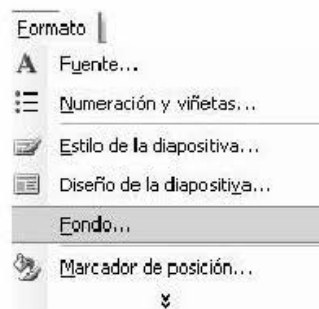 Formato
Fuente...
Numeración y viñetas...
Estilo de la diapositiva...
Diseño de la diapositiva...
Fondo...
Marcador de posición...